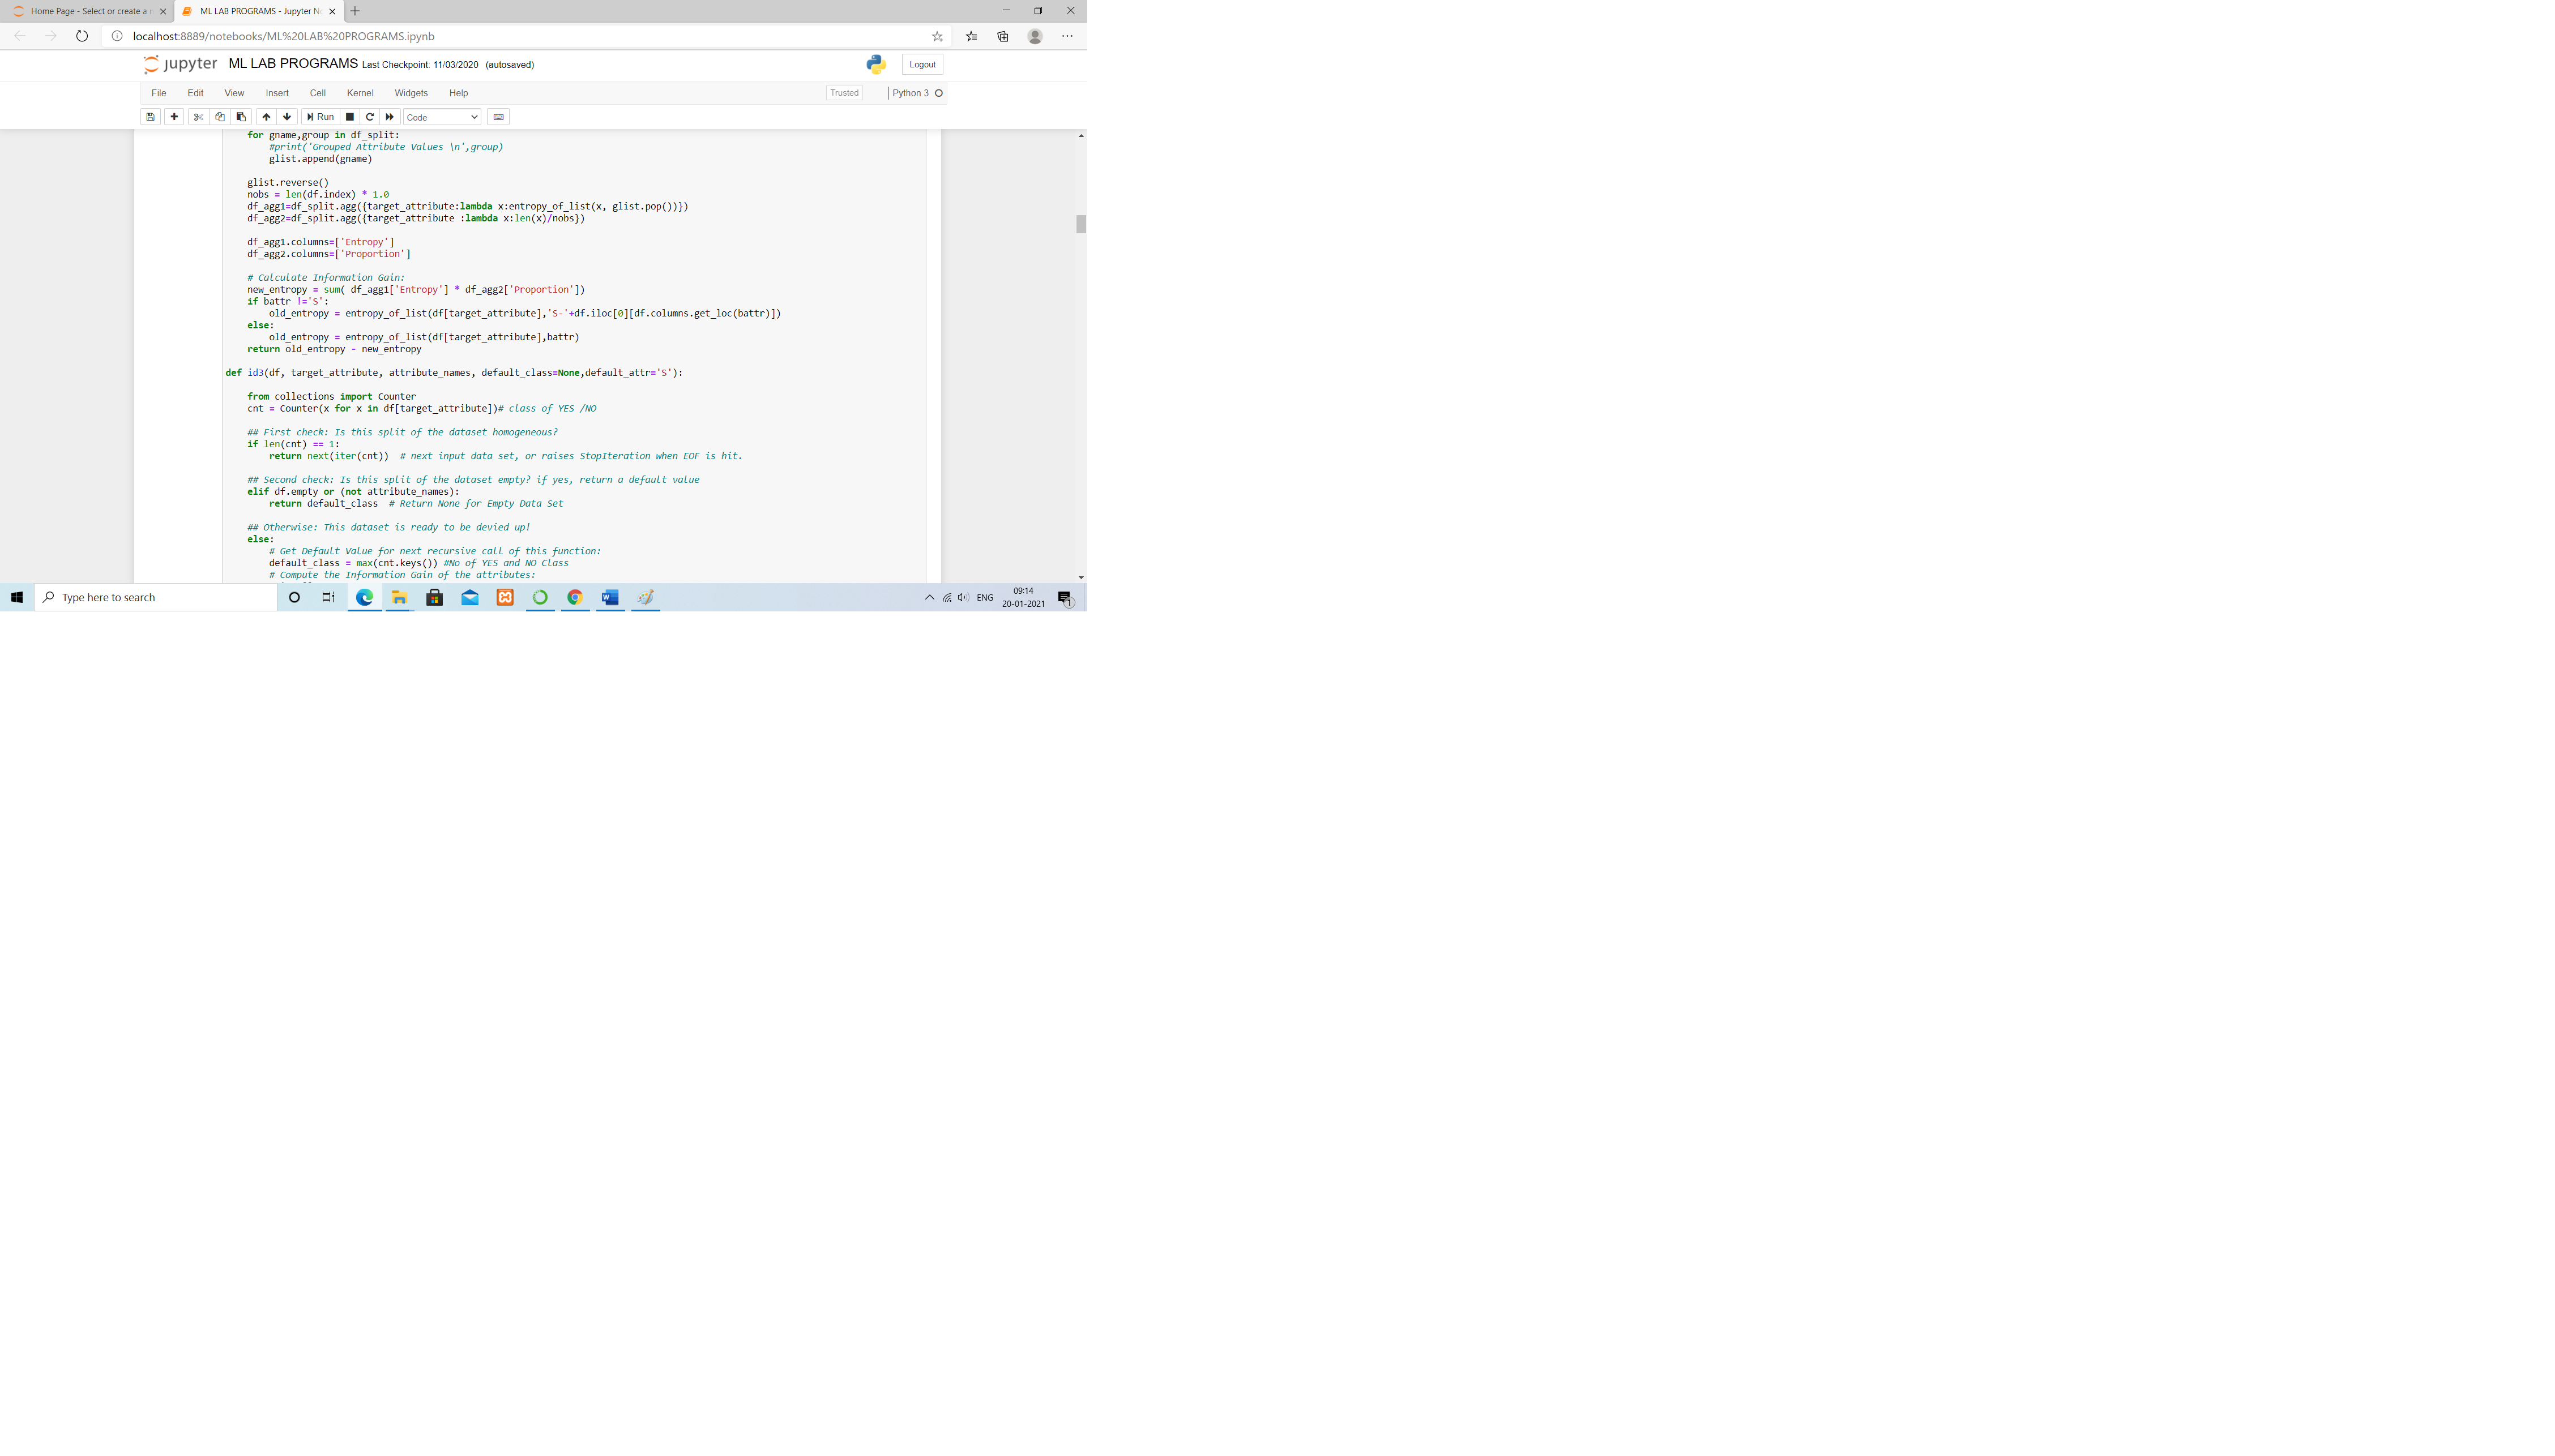 Home Page - Select or create a n
ML LAB PROGRAMS - Jupyter N
localhost:8889/notebooks/ML%20LAB%20PROGRAMS.ipynb
jupyter ML LAB PROGRAMS Last Checkpoint: 11/03/2020 (autosaved)
Logout
File Edit View Insert Cell Kernel Widgets Help
Trusted
Python 3
Run
Code
for gname,group in df_split:
#print('Grouped Attribute Values \n',group)
glist.append(gname)
glist.reverse()
nobs = len(df.index) * 1.0
df_agg1=df_split.agg({target_attribute:lambda x:entropy_of_list(x, glist.pop())})
df_agg2=df_split.agg({target_attribute :lambda x:len(x)/nobs})
df_agg1.columns=['Entropy']
df_agg2.columns=['Proportion']
# Calculate Information Gain:
new_entropy = sum( df_agg1['Entropy'] * df_agg2['Proportion'])
if battr !='S':
old_entropy = entropy_of_list(df[target_attribute],'S-'+df.iloc[0][df.columns.get_loc(battr)])
else:
old_entropy = entropy_of_list(df[target_attribute],battr)
return old_entropy - new_entropy
def id3(df, target_attribute, attribute_names, default_class=None,default_attr='S'):
from collections import Counter
cnt = Counter(x for x in df[target_attribute])# class of YES /NO
## First check: Is this split of the dataset homogeneous?
if len(cnt) == 1:
return next(iter(cnt))  # next input data set, or raises StopIteration when EOF is hit.
## Second check: Is this split of the dataset empty? if yes, return a default value
elif df.empty or (not attribute_names):
return default_class  # Return None for Empty Data Set
## Otherwise: This dataset is ready to be devied up!
else:
# Get Default Value for next recursive call of this function:
default_class = max(cnt.keys()) #No of YES and NO Class
# Compute the Information Gain of the attributes:
Type here to search
ENG
09:14
20-01-2021
1